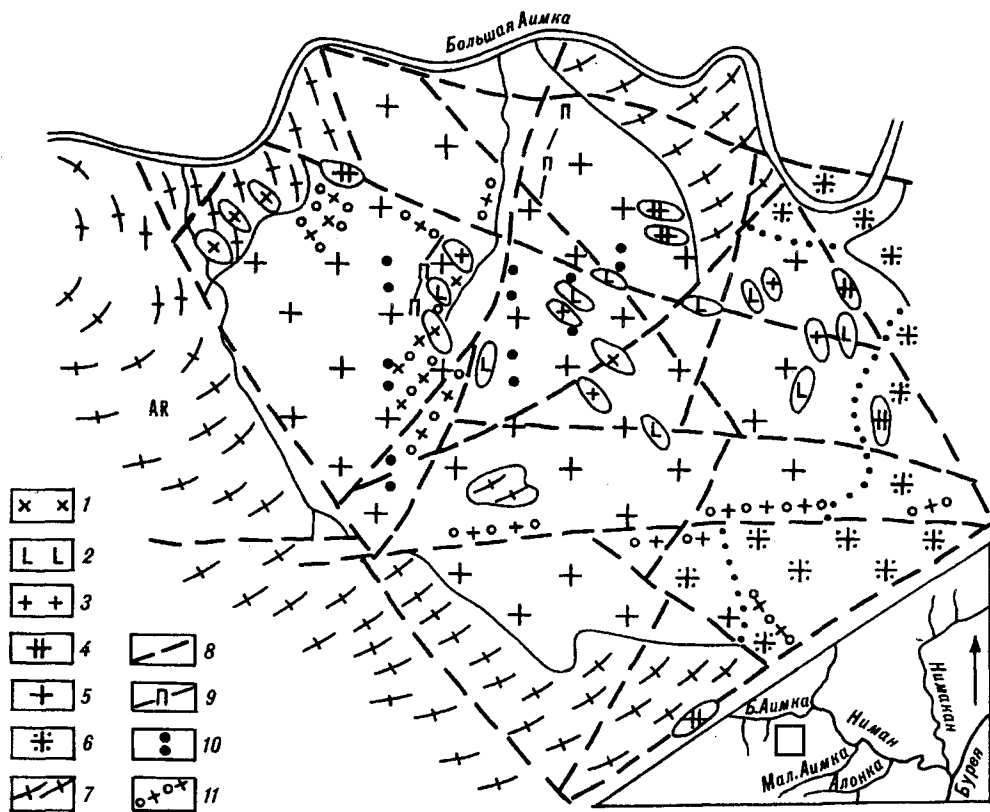 Большая Аимка
П
П
П
П
L
L
L
L
L
L
L
AR
1
L L 2
3
4
5
6
7
8
П 9
10
11
Б.Аимка
Ниман
Нимакан
Мал. Аимка
Алонка
Бурея